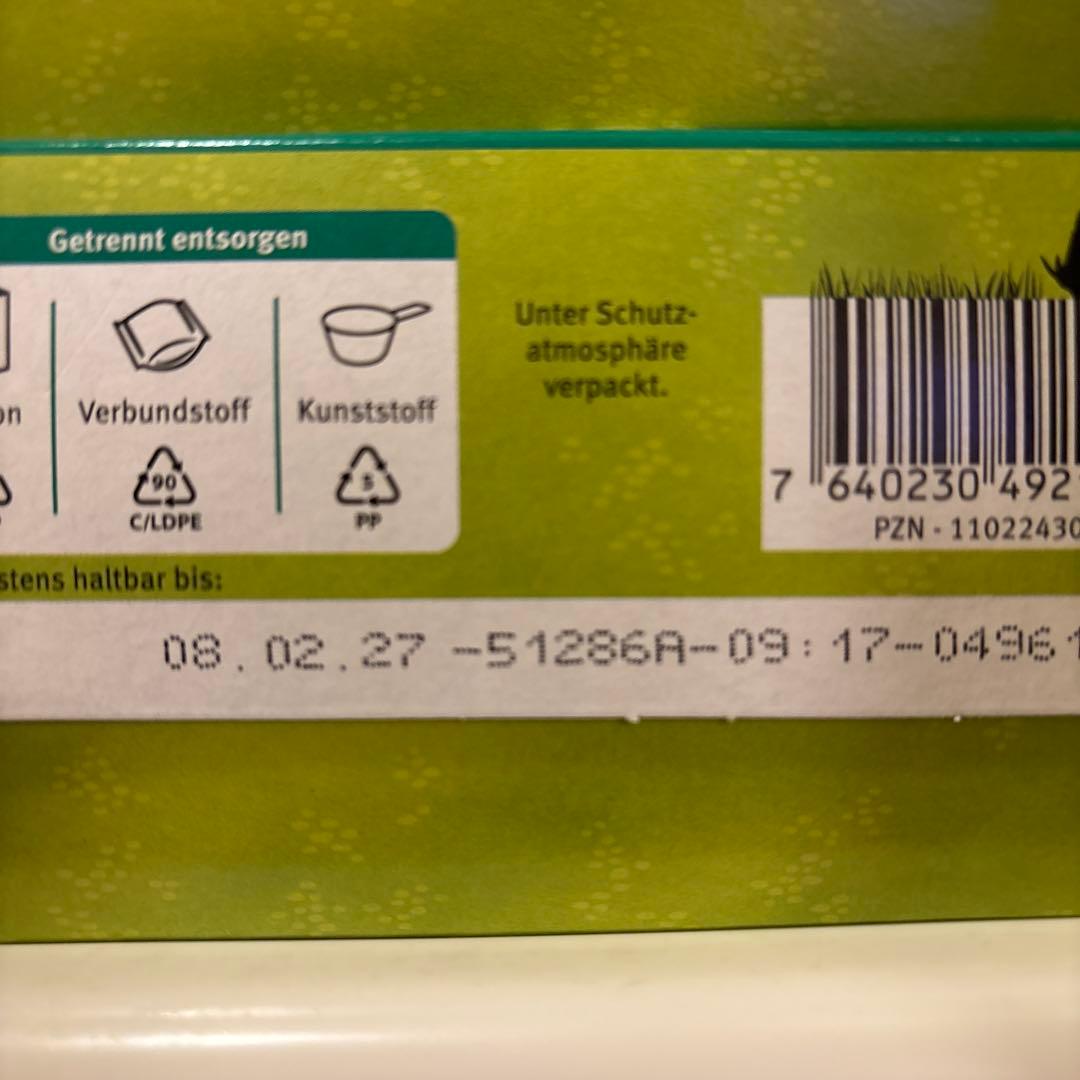 Getrennt entsorgen
Unter Schutz-
atmosphäre
verpackt.
Verbundstoff
Kunststoff
90
C/LDPE
5
PP
7 640230 492
PZN - 11022430
haltbar bis:
08.02.27 -51286A-09:17-0496